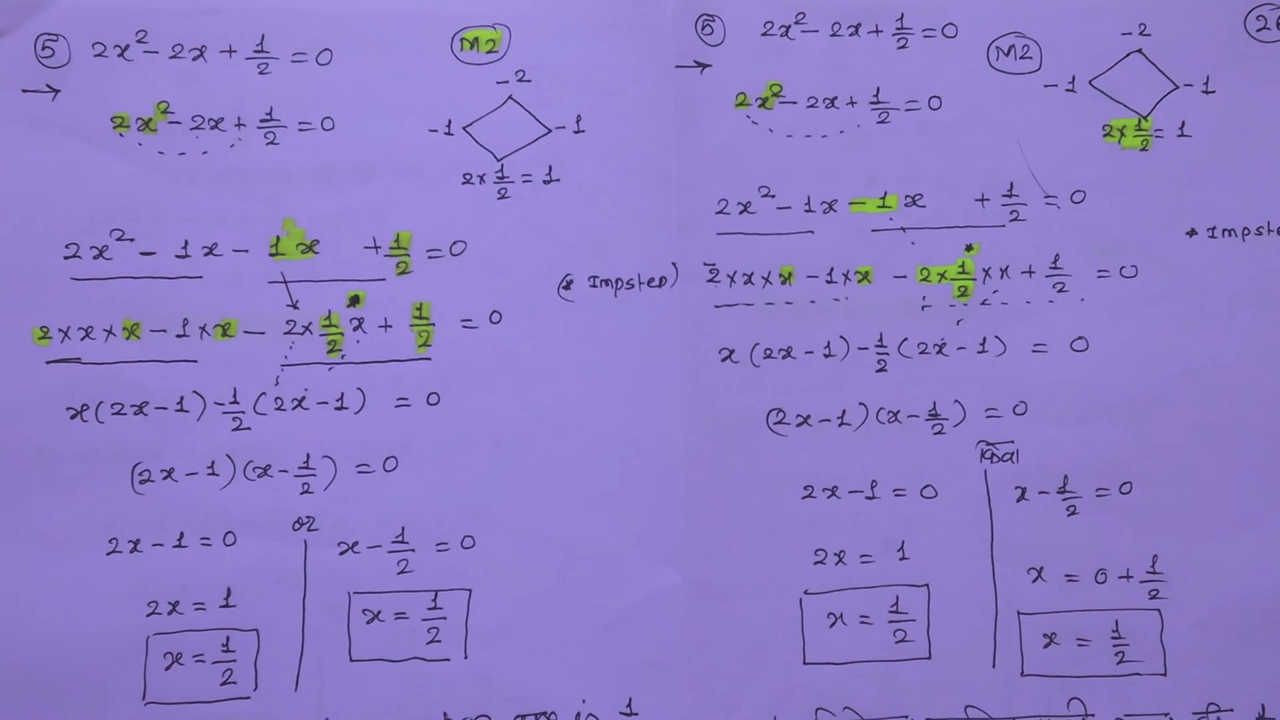 5 2x² - 2x + 1/2 = 0
→
M2
2x² - 2x + 1/2 = 0
-2
-1 -1
2 × 1/2 = 1
2x² - 1x - 1x + 1/2 = 0
(* Impstep)
2 × x × x - 1 × x - 2 × 1/2 x + 1/2 = 0
x (2x - 1) - 1/2 (2x - 1) = 0
(2x - 1) (x - 1/2) = 0
or
2x - 1 = 0 x - 1/2 = 0
2x = 1 x = 1/2
x = 1/2
5 2x² - 2x + 1/2 = 0
→
M2
2x² - 2x + 1/2 = 0
-2
-1 -1
2 × 1/2 = 1
2x² - 1x - 1x + 1/2 = 0
* Impste
2 × x × x - 1 × x - 2 × 1/2 × x + 1/2 = 0
x (2x - 1) - 1/2 (2x - 1) = 0
(2x - 1) (x - 1/2) = 0
2x - 1 = 0 x - 1/2 = 0
2x = 1 x = 0 + 1/2
x = 1/2 x = 1/2